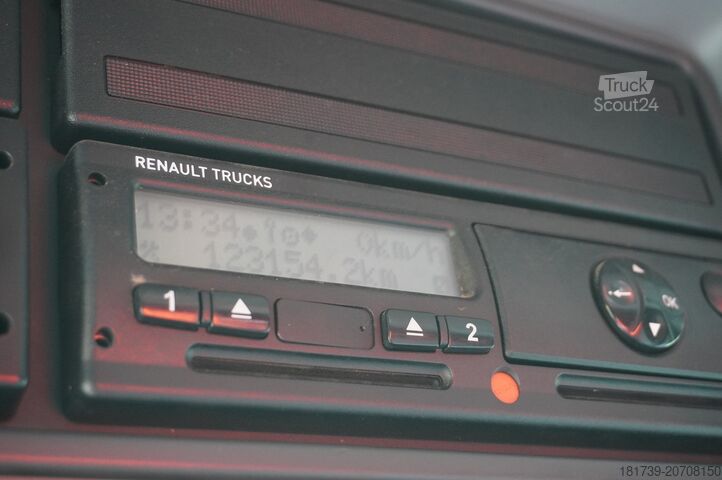 Truck
Scout24
RENAULT TRUCKS
13:34 0km/h
123154.2km
1
2
OK
181739-20708150